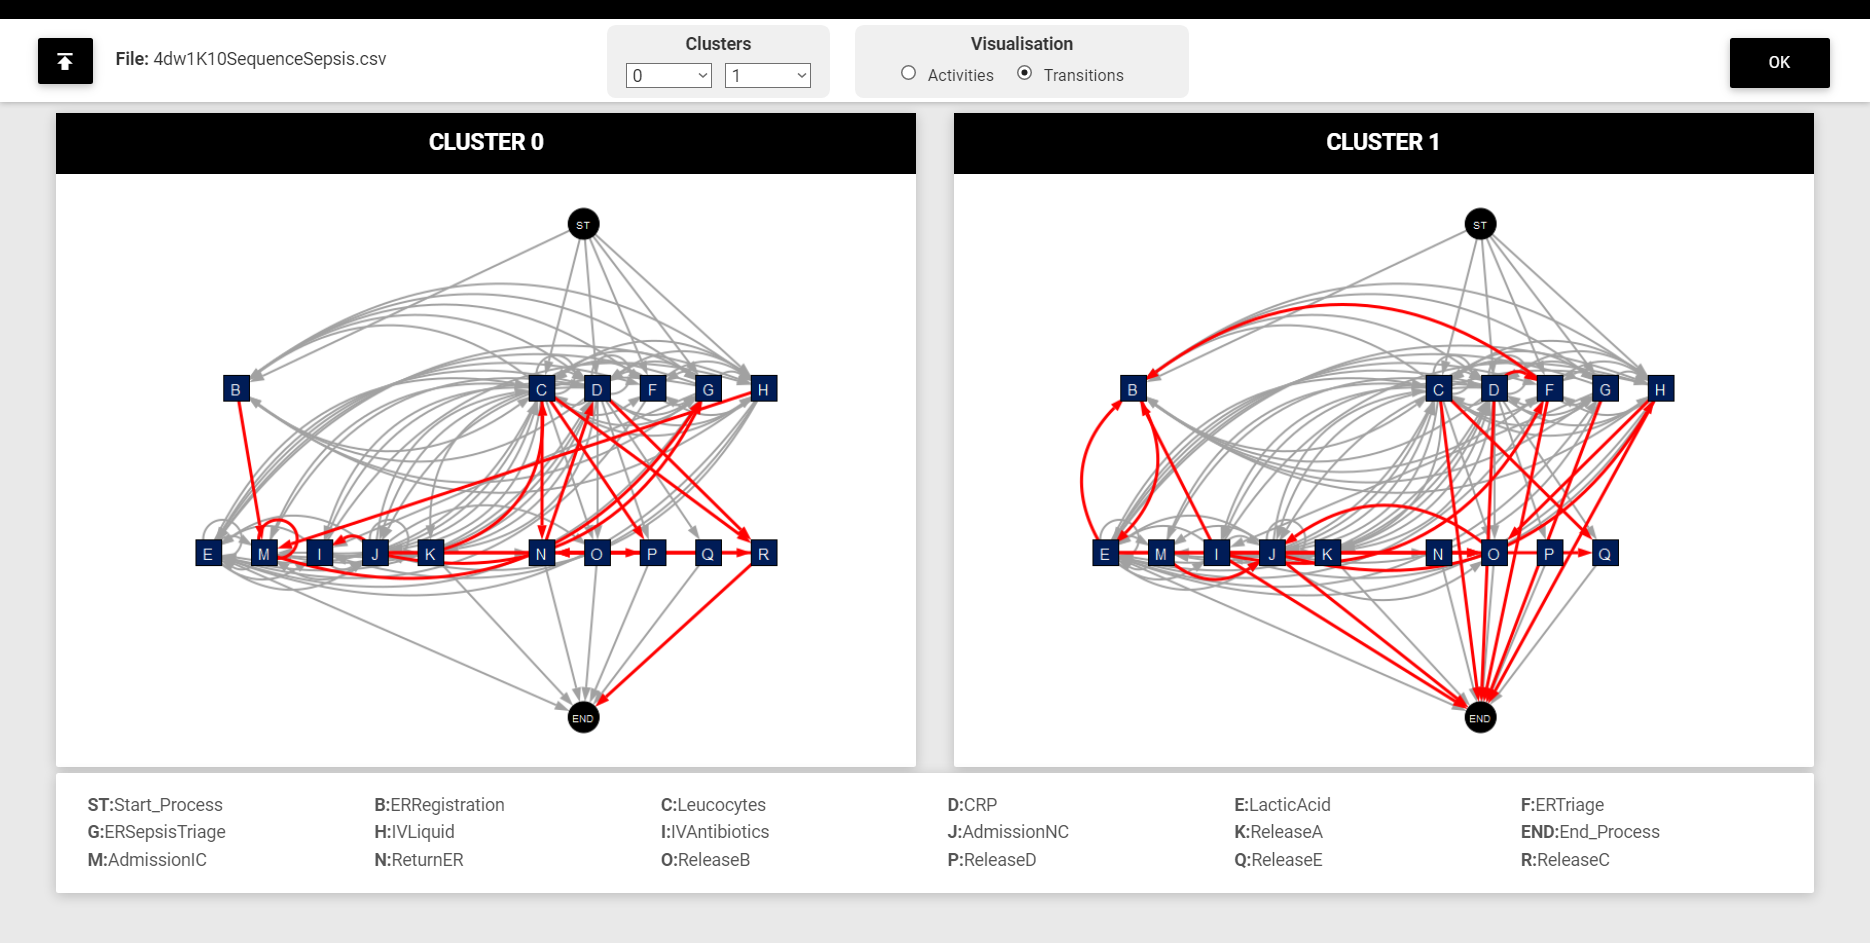 File: 4dw1K10SequenceSepsis.csv
Clusters
0 1
Visualisation
Activities Transitions
OK
CLUSTER 0
ST
B C D F G H
E M I J K N O P Q R
END
CLUSTER 1
ST
B C D F G H
E M I J K N O P Q
END
ST:Start_Process B:ERRegistration C:Leucocytes D:CRP E:LacticAcid F:ERTriage
G:ERSepsisTriage H:IVLiquid I:IVAntibiotics J:AdmissionNC K:ReleaseA END:End_Process
M:AdmissionIC N:ReturnER O:ReleaseB P:ReleaseD Q:ReleaseE R:ReleaseC